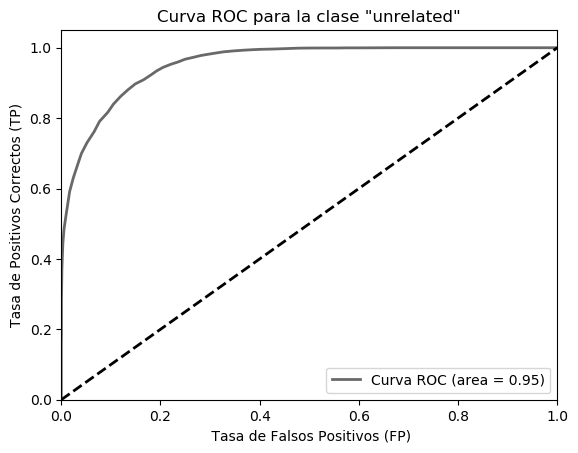 Curva ROC para la clase "unrelated"
Tasa de Positivos Correctos (TP)
1.0
0.8
0.6
0.4
0.2
0.0
0.0 0.2 0.4 0.6 0.8 1.0
Tasa de Falsos Positivos (FP)
Curva ROC (area = 0.95)